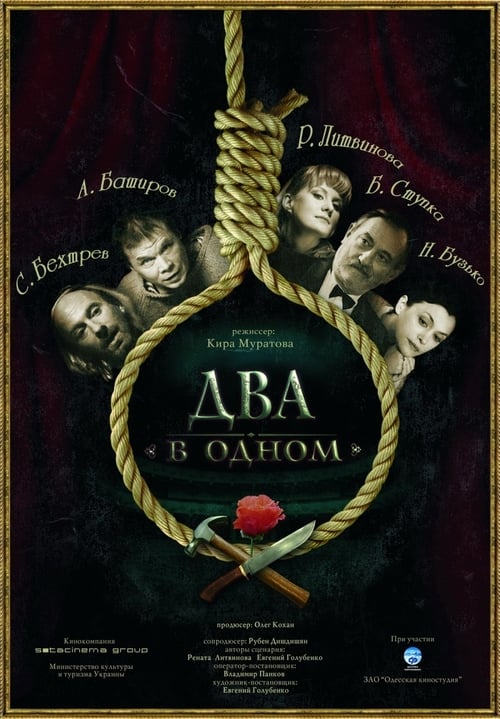 Р. Литвинова
А. Баширов
Б. Ступка
С. Бехтрев
Н. Бузько
режиссер:
Кира Муратова
ДВА
В ОДНОМ
продюсер: Олег Кохан
Кинокомпания
sotacinema group
Министерство культуры
и туризма Украины
сопродюсер: Рубен Дишдишян
авторы сценария:
Рената Литвинова Евгений Голубенко
оператор-постановщик:
Владимир Панков
художник-постановщик:
Евгений Голубенко
При участии
ЗАО "Одесская киностудия"